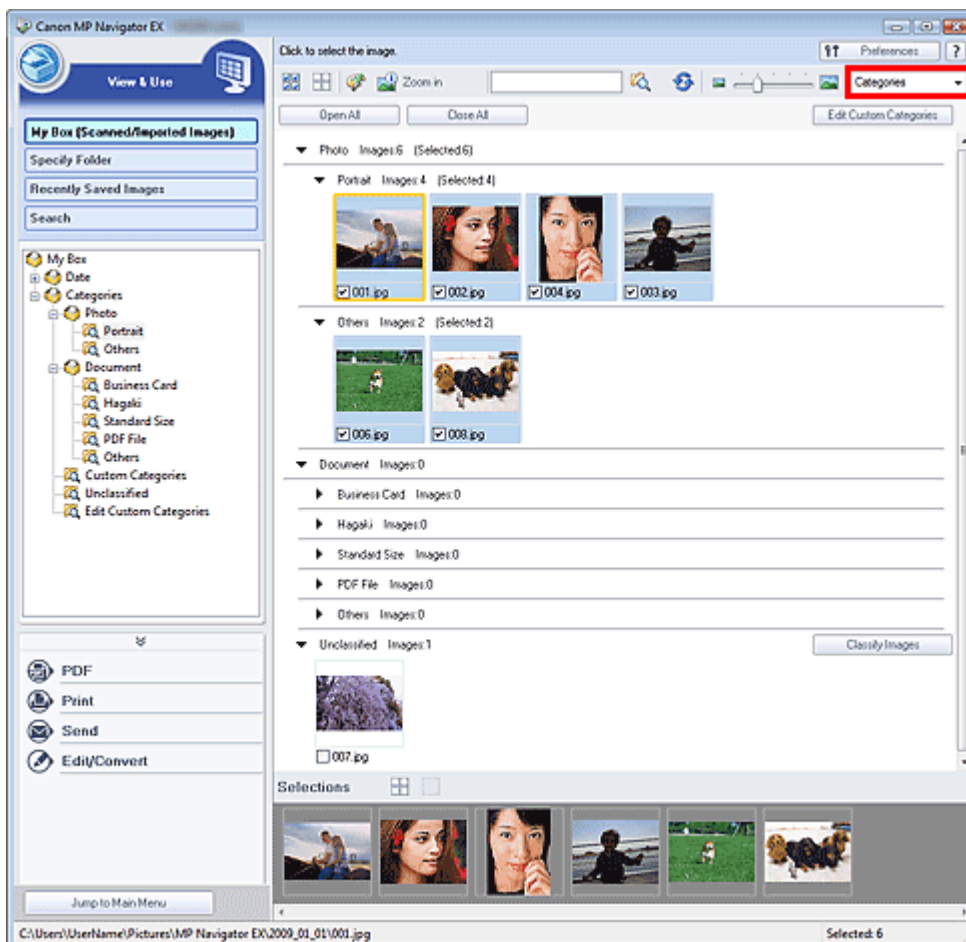 Canon MP Navigator EX
View & Use
My Box (Scanned/Imported Images)
Specify Folder
Recently Saved Images
Search
My Box
Date
Categories
Photo
Portrait
Others
Document
Business Card
Hagaki
Standard Size
PDF File
Others
Custom Categories
Unclassified
Edit Custom Categories
PDF
Print
Send
Edit/Convert
Jump to Main Menu
Click to select the image.
Preferences
?
Zoom in
Categories
Open All
Close All
Edit Custom Categories
Photo Images:6 (Selected:6)
Portrait Images:4 (Selected:4)
001.jpg
002.jpg
004.jpg
003.jpg
Others Images:2 (Selected:2)
006.jpg
008.jpg
Document Images:0
Business Card Images:0
Hagaki Images:0
Standard Size Images:0
PDF File Images:0
Others Images:0
Unclassified Images:1
Classify Images
007.jpg
Selections
C:\Users\UserName\Pictures\MP Navigator EX\2009_01_01\001.jpg
Selected: 6